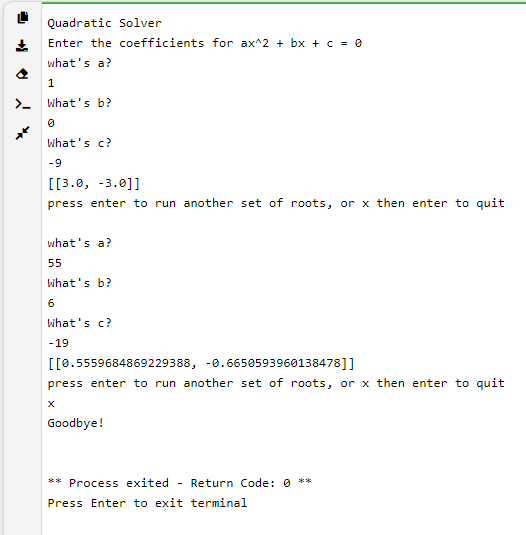 Quadratic Solver
Enter the coefficients for ax^2 + bx + c = 0
what's a?
1
What's b?
0
What's c?
-9
[[3.0, -3.0]]
press enter to run another set of roots, or x then enter to quit
what's a?
55
What's b?
6
What's c?
-19
[[0.5559684869229388, -0.6650593960138478]]
press enter to run another set of roots, or x then enter to quit
x
Goodbye!
** Process exited - Return Code: 0 **
Press Enter to exit terminal